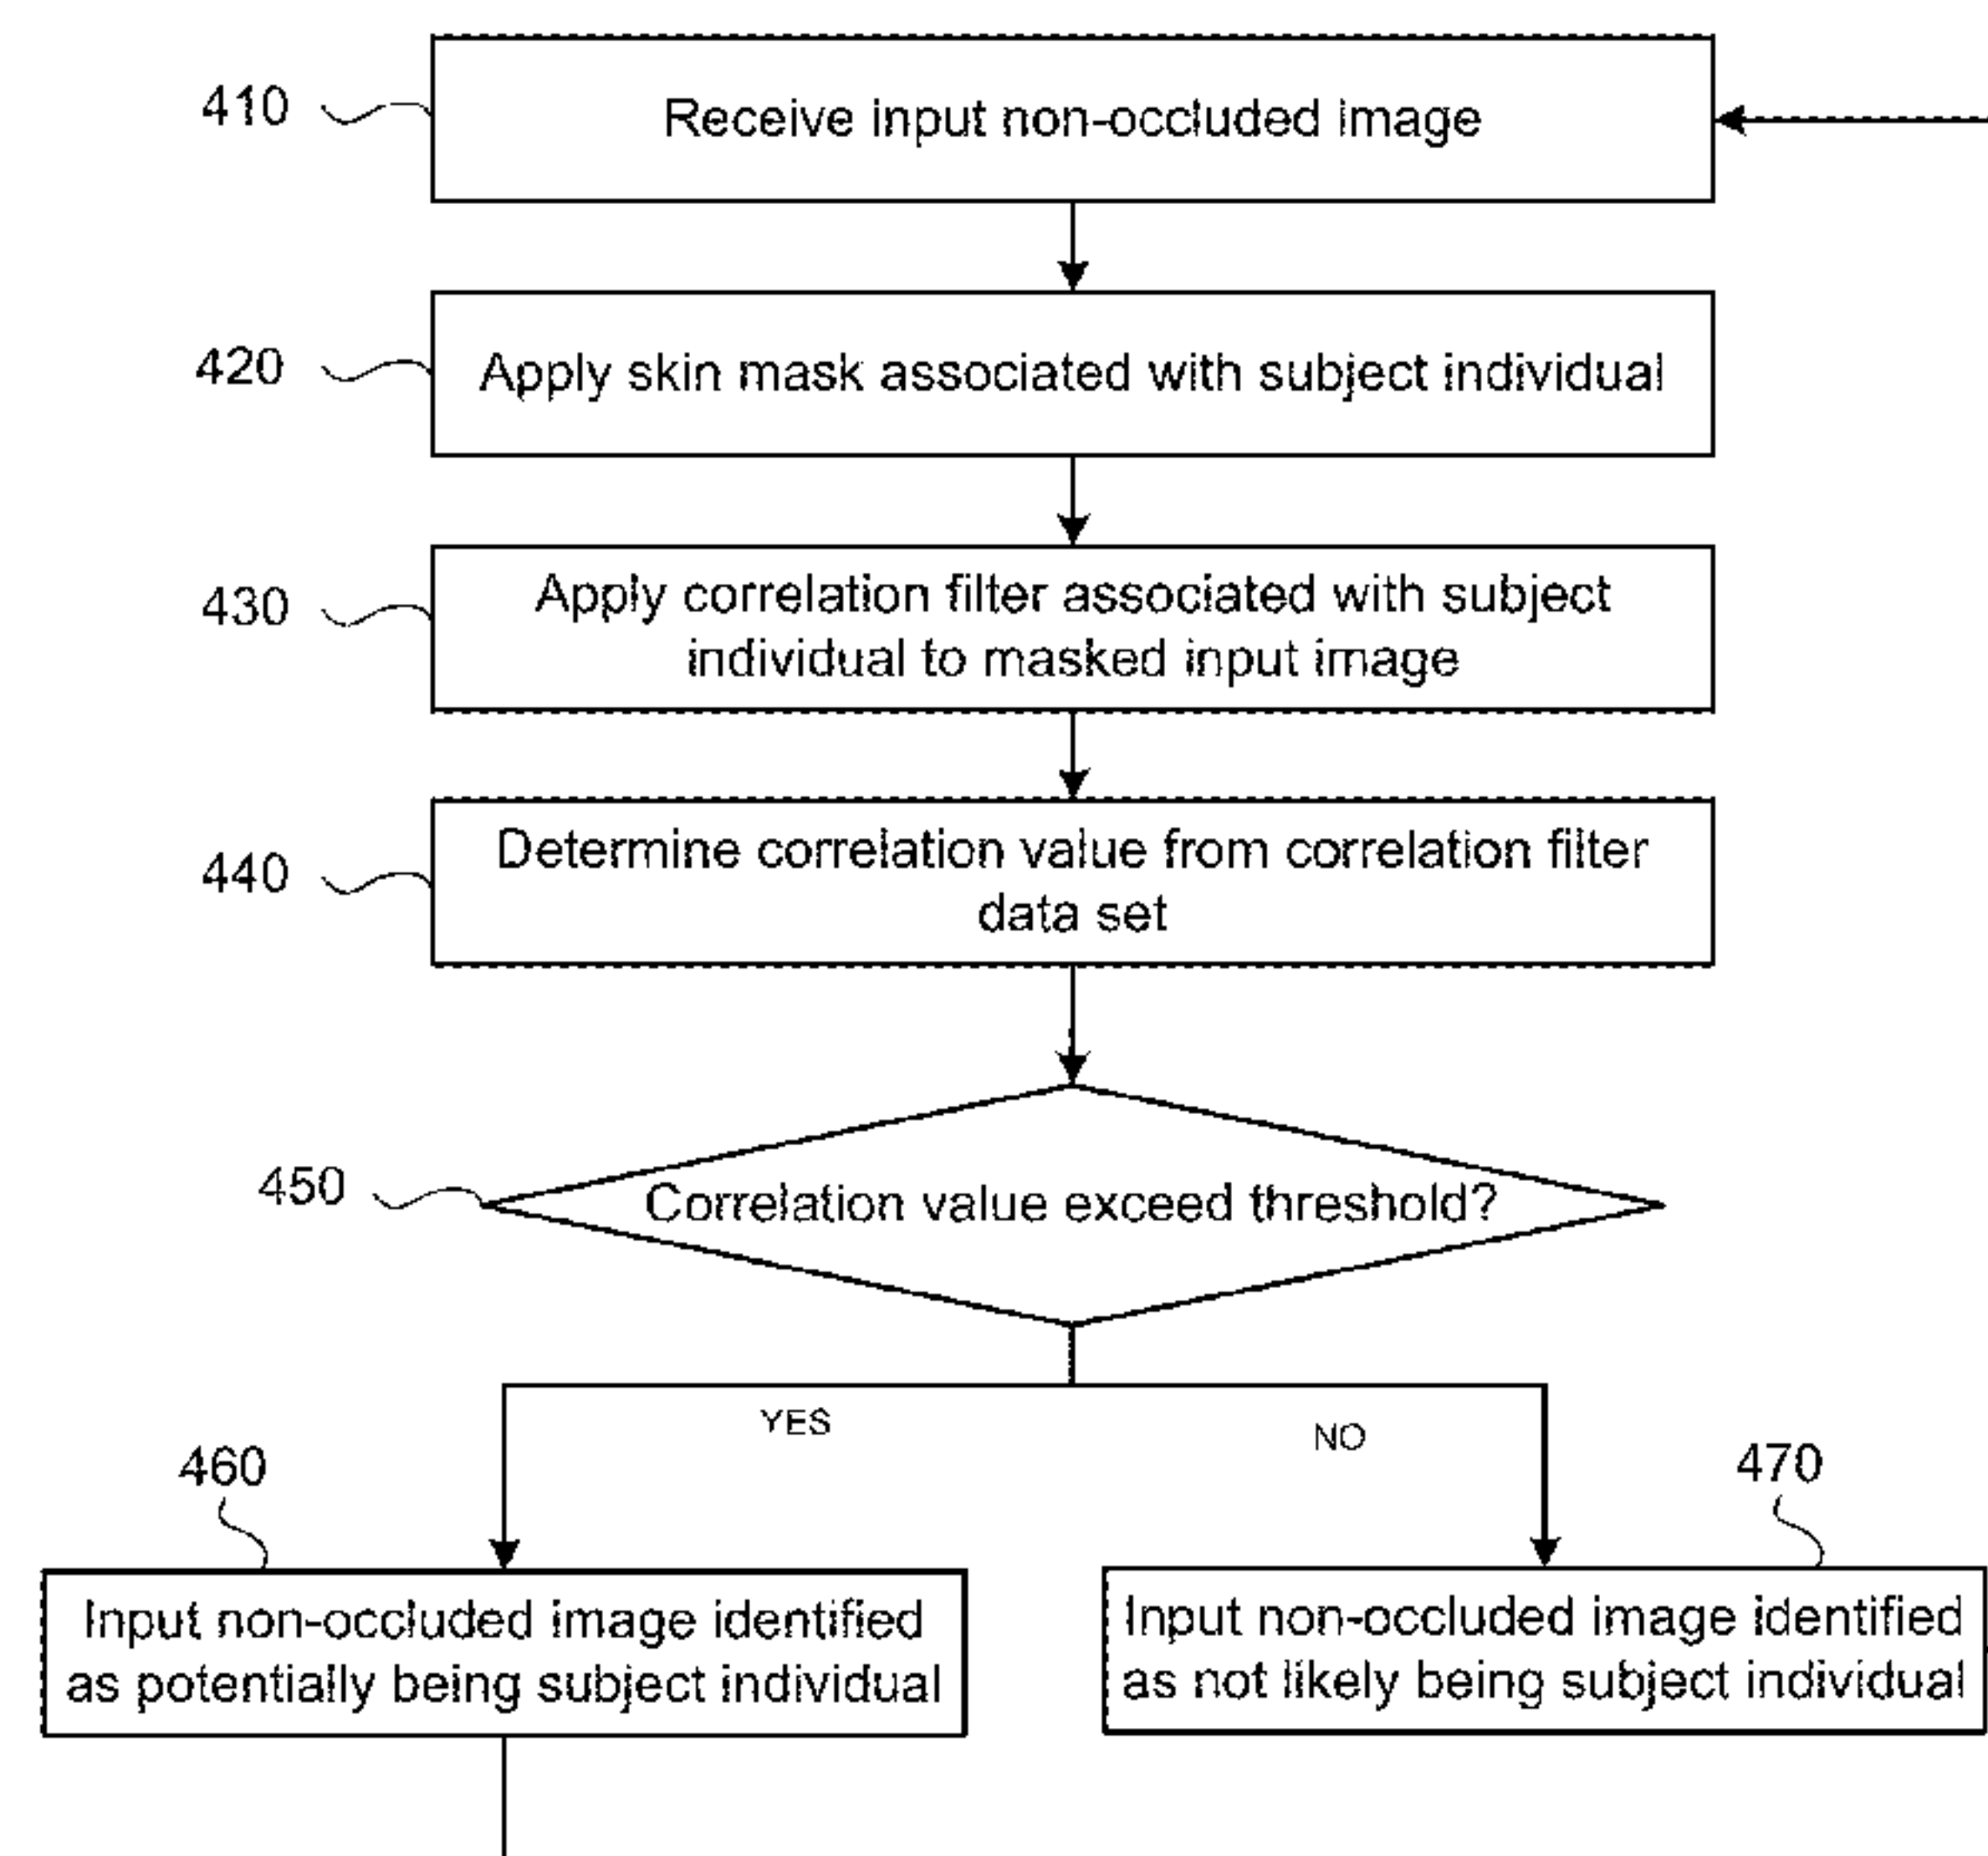 410
Receive input non-occluded image
420
Apply skin mask associated with subject individual
430
Apply correlation filter associated with subject
individual to masked input image
440
Determine correlation value from correlation filter
data set
450
Correlation value exceed threshold?
YES
NO
460
470
Input non-occluded image identified
as potentially being subject individual
Input non-occluded image identified
as not likely being subject individual